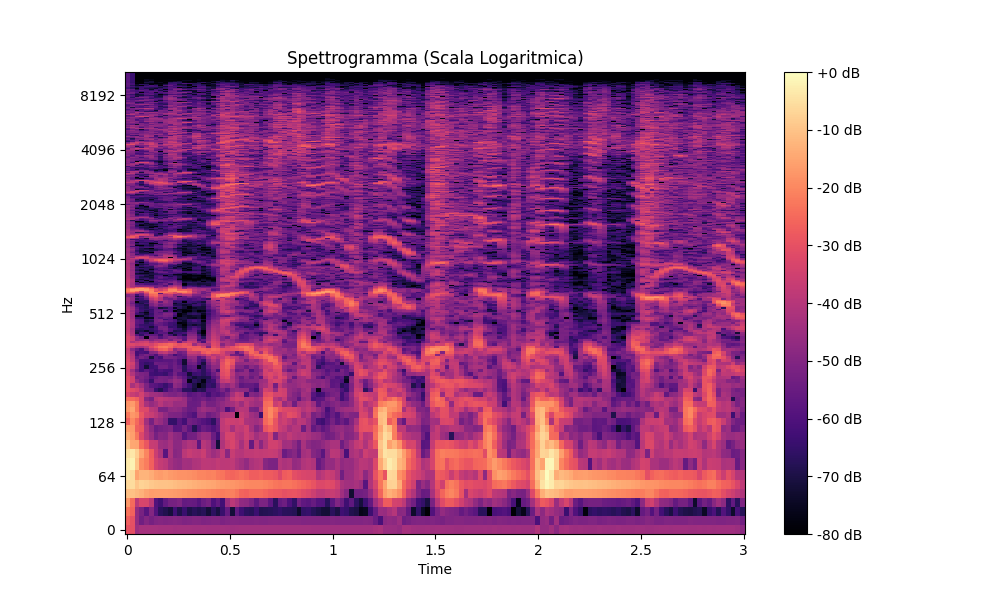 Spettrogramma (Scala Logaritmica)
Hz
8192
4096
2048
1024
512
256
128
64
0
0 0.5 1 1.5 2 2.5 3
Time
+0 dB
-10 dB
-20 dB
-30 dB
-40 dB
-50 dB
-60 dB
-70 dB
-80 dB